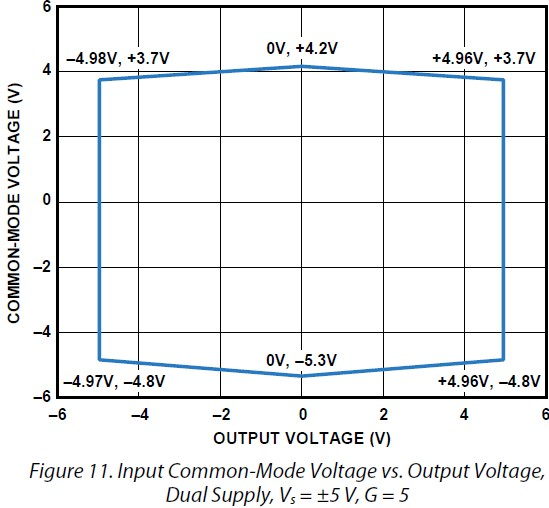 6
–4.98V, +3.7V
0V, +4.2V
+4.96V, +3.7V
4
2
0
–2
–4
–6
COMMON-MODE VOLTAGE (V)
–4.97V, –4.8V
0V, –5.3V
+4.96V, –4.8V
–6 –4 –2 0 2 4 6
OUTPUT VOLTAGE (V)
Figure 11. Input Common-Mode Voltage vs. Output Voltage,
Dual Supply, Vs = ±5 V, G = 5